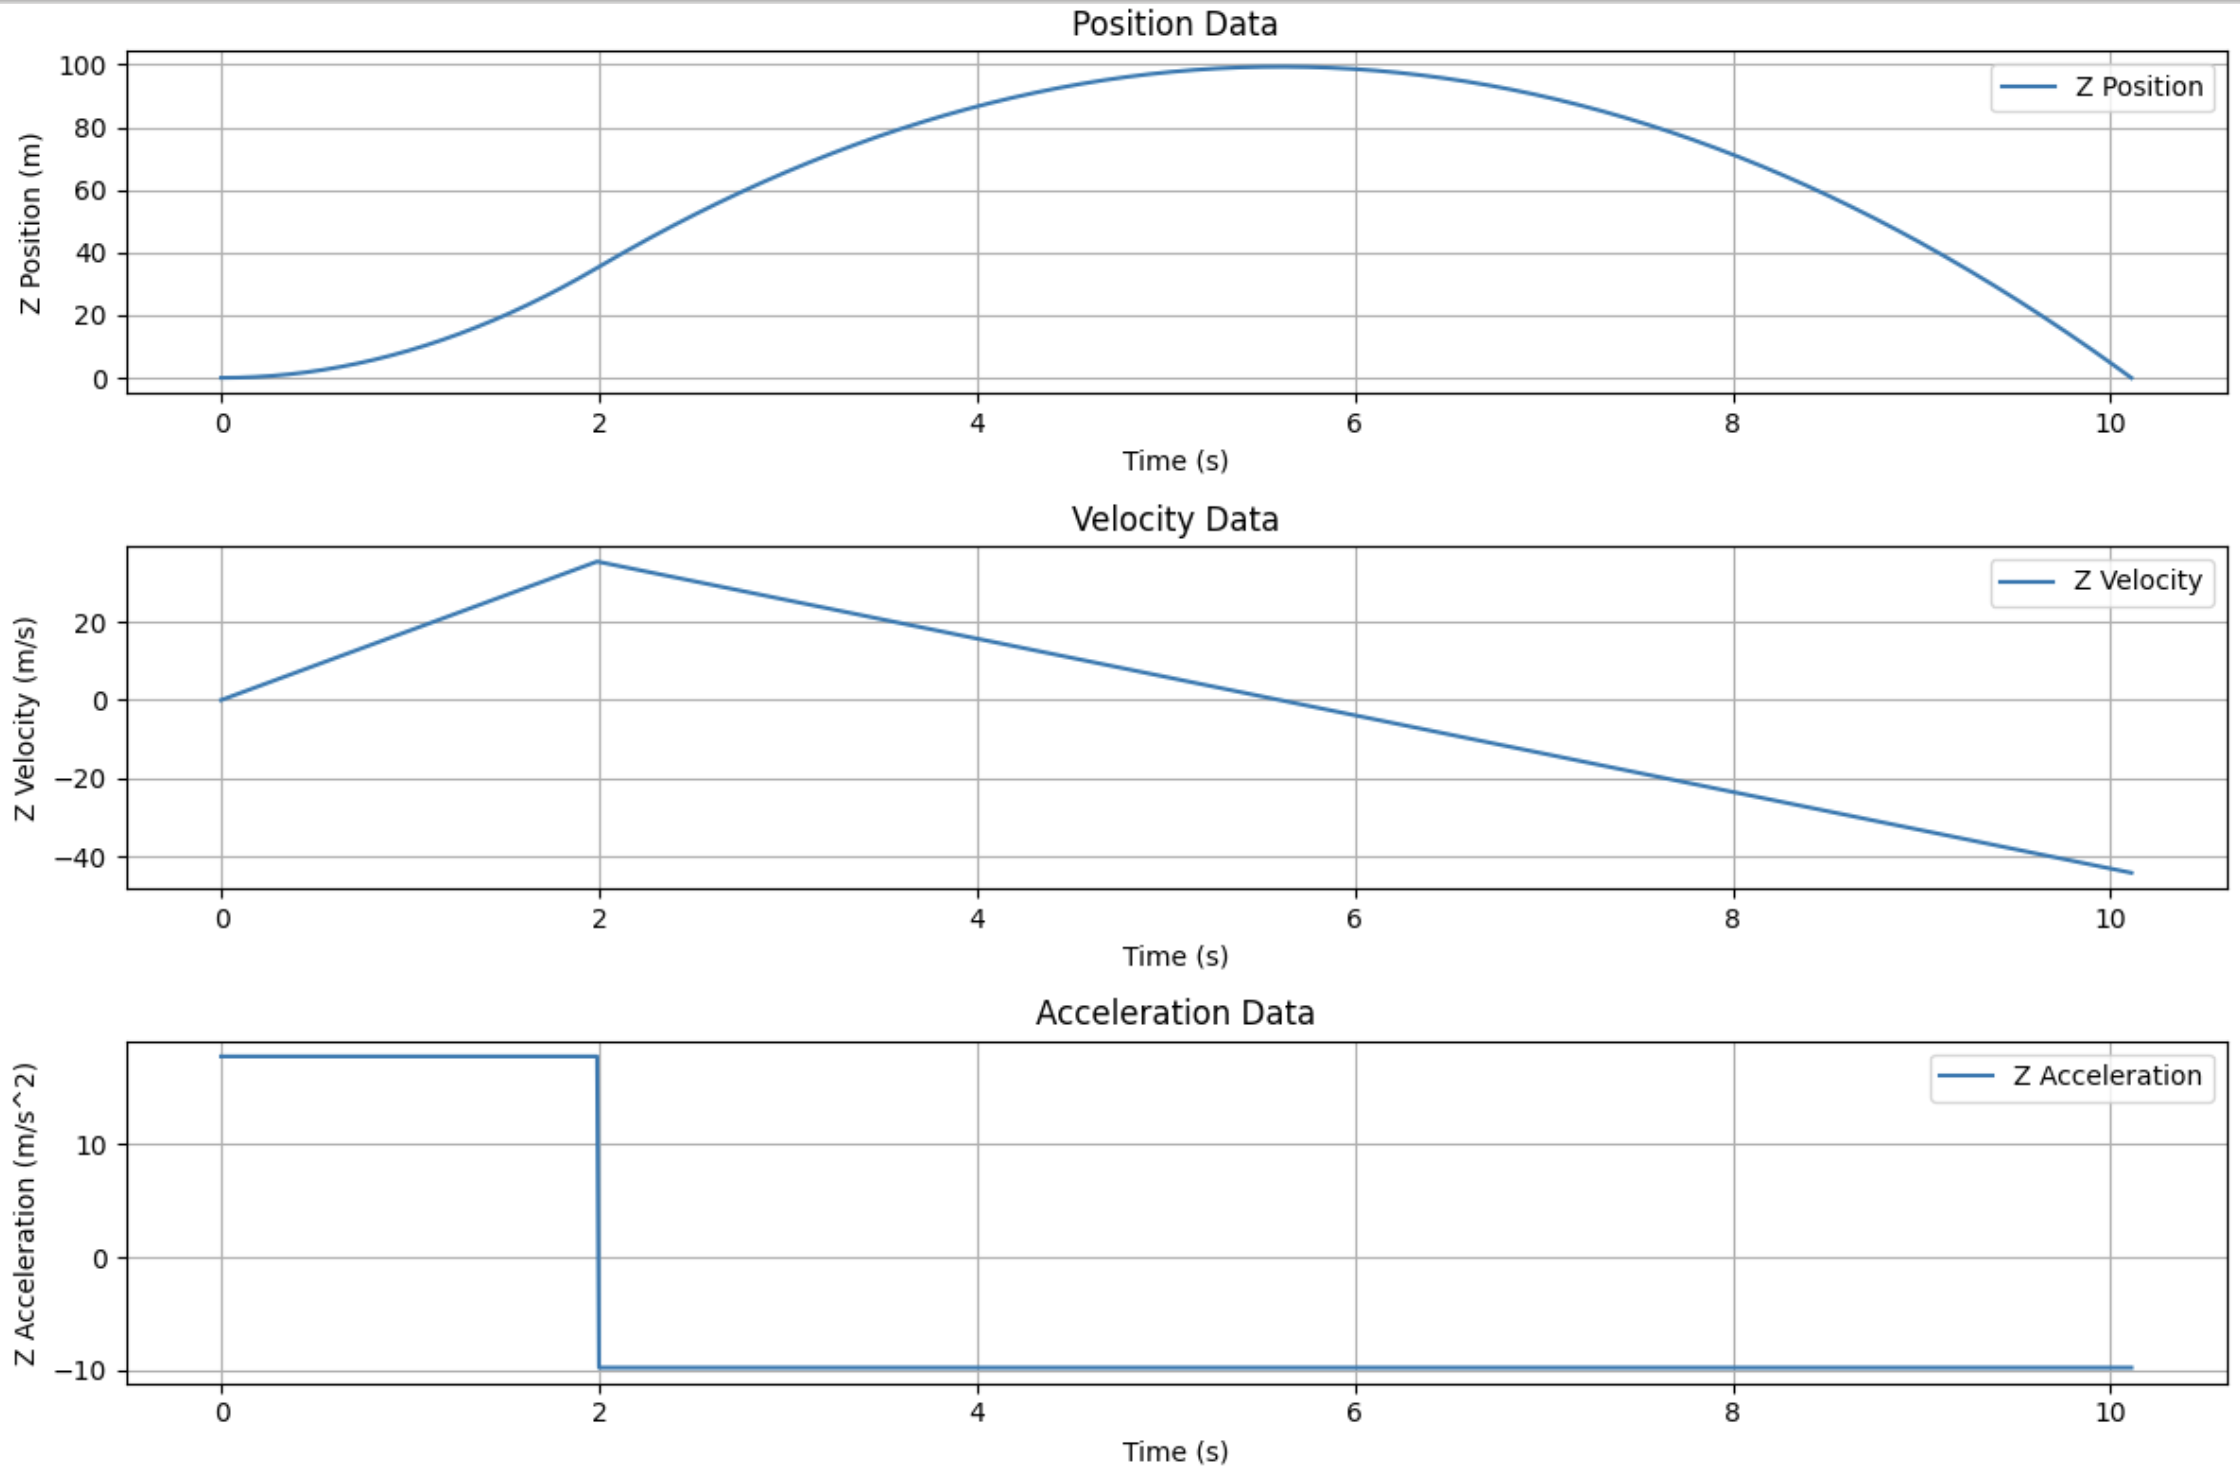 Position Data
Z Position (m)
100
80
60
40
20
0
Z Position
0 2 4 6 8 10
Time (s)
Velocity Data
Z Velocity (m/s)
20
0
−20
−40
Z Velocity
0 2 4 6 8 10
Time (s)
Acceleration Data
Z Acceleration (m/s^2)
10
0
−10
Z Acceleration
0 2 4 6 8 10
Time (s)